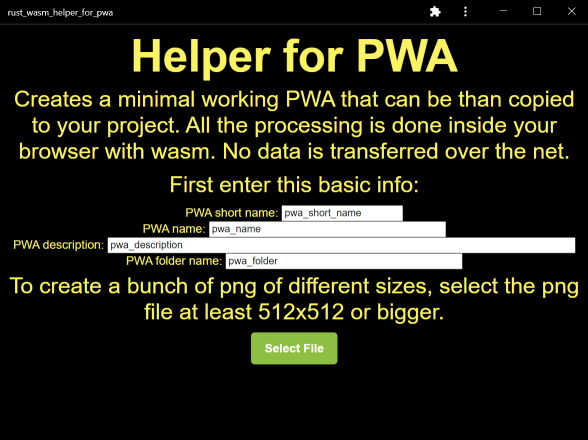 rust_wasm_helper_for_pwa
Helper for PWA
Creates a minimal working PWA that can be than copied
to your project. All the processing is done inside your
browser with wasm. No data is transferred over the net.
First enter this basic info:
PWA short name: pwa_short_name
PWA name: pwa_name
PWA description: pwa_description
PWA folder name: pwa_folder
To create a bunch of png of different sizes, select the png
file at least 512x512 or bigger.
Select File